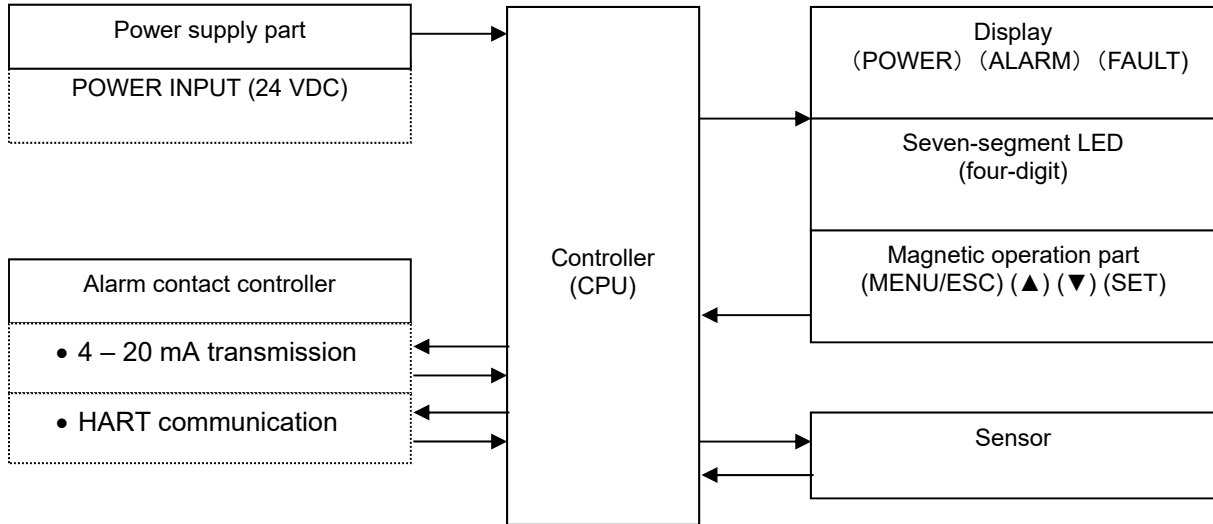 Power supply part
POWER INPUT (24 VDC)
Alarm contact controller
• 4 – 20 mA transmission
• HART communication
Controller
(CPU)
Display
（POWER）（ALARM）（FAULT）
Seven-segment LED
(four-digit)
Magnetic operation part
(MENU/ESC) (▲) (▼) (SET)
Sensor